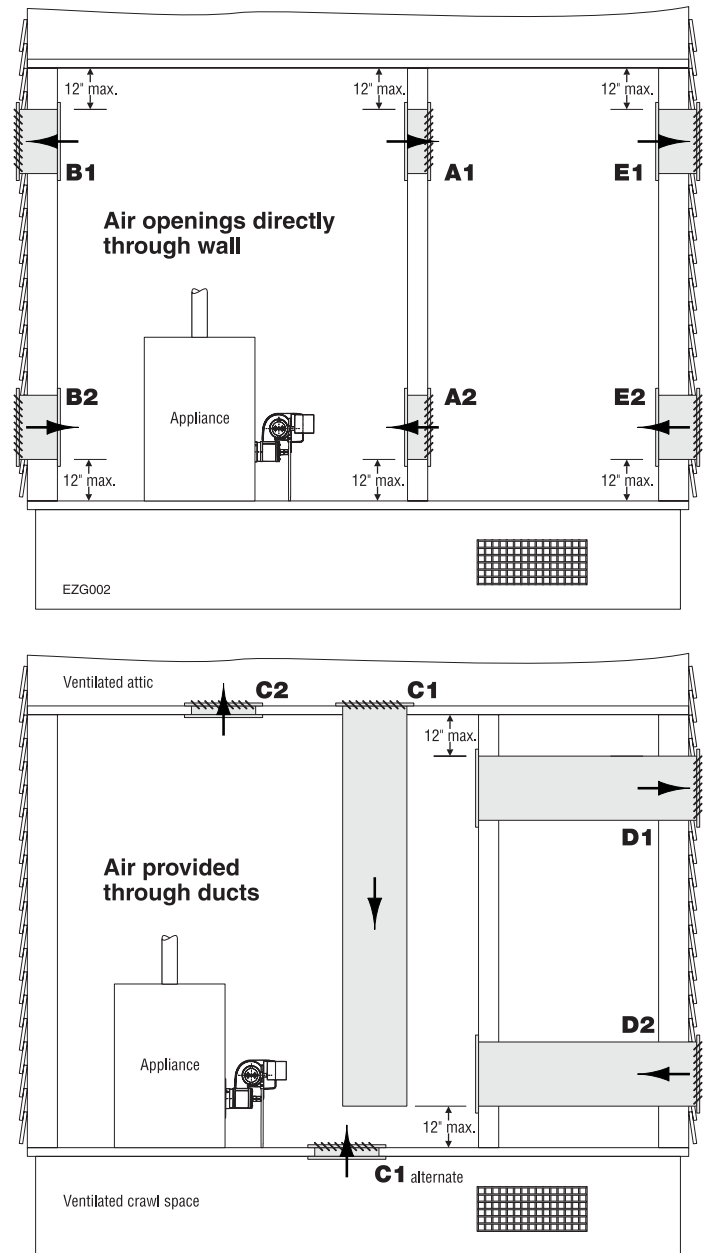 12" max.
12" max.
12" max.
B1
A1
E1
Air openings directly
through wall
B2
A2
E2
Appliance
12" max.
12" max.
12" max.
EZG002
Ventilated attic
C2
C1
12" max.
D1
Air provided
through ducts
D2
Appliance
12" max.
C1 alternate
Ventilated crawl space